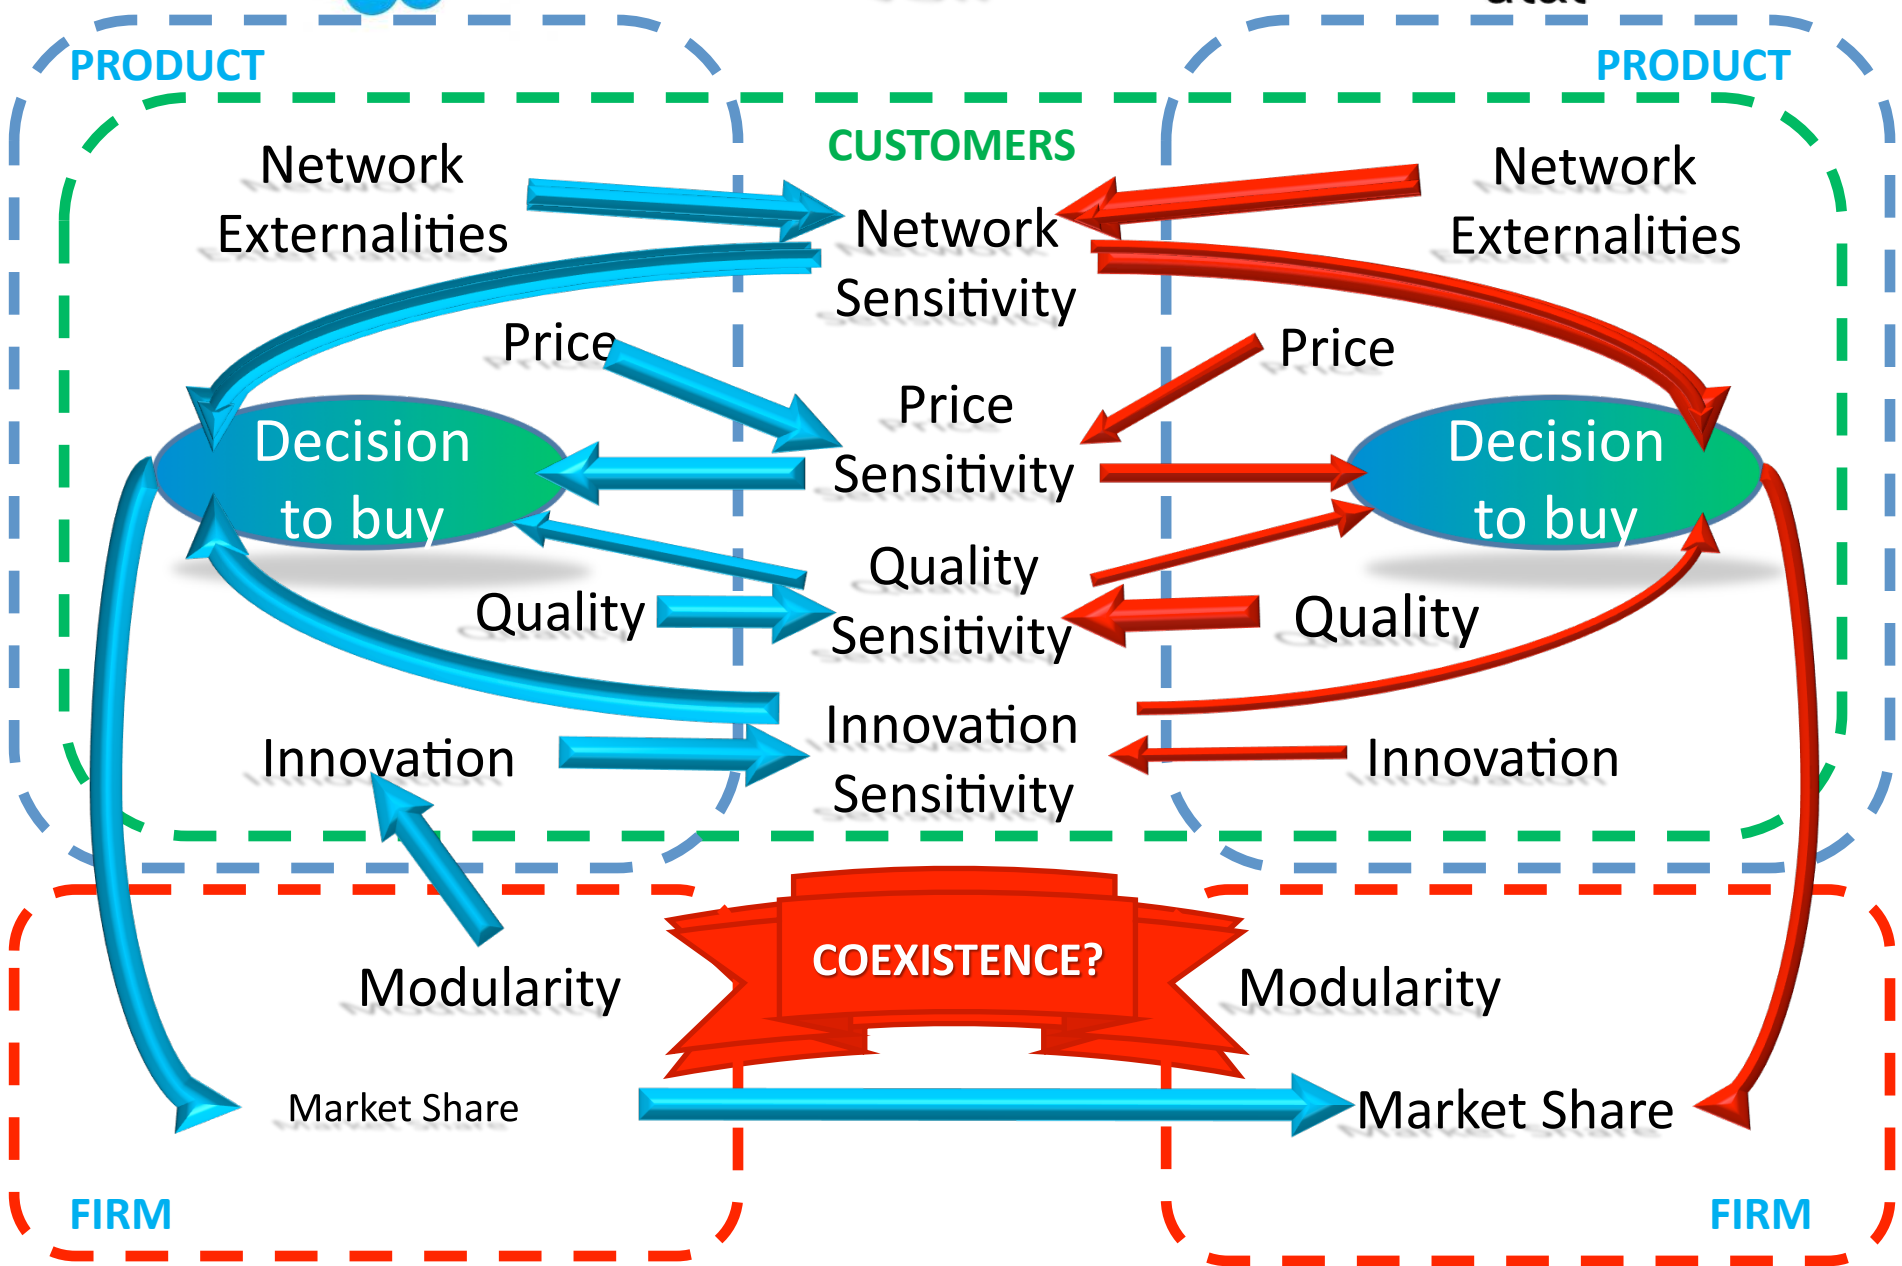 PRODUCT
PRODUCT
CUSTOMERS
Network
Externalities
Network
Externalities
Network
Sensitivity
Price
Price
Price
Sensitivity
Decision
to buy
Decision
to buy
Quality
Sensitivity
Quality
Quality
Innovation
Sensitivity
Innovation
Innovation
COEXISTENCE?
Modularity
Modularity
Market Share
Market Share
FIRM
FIRM